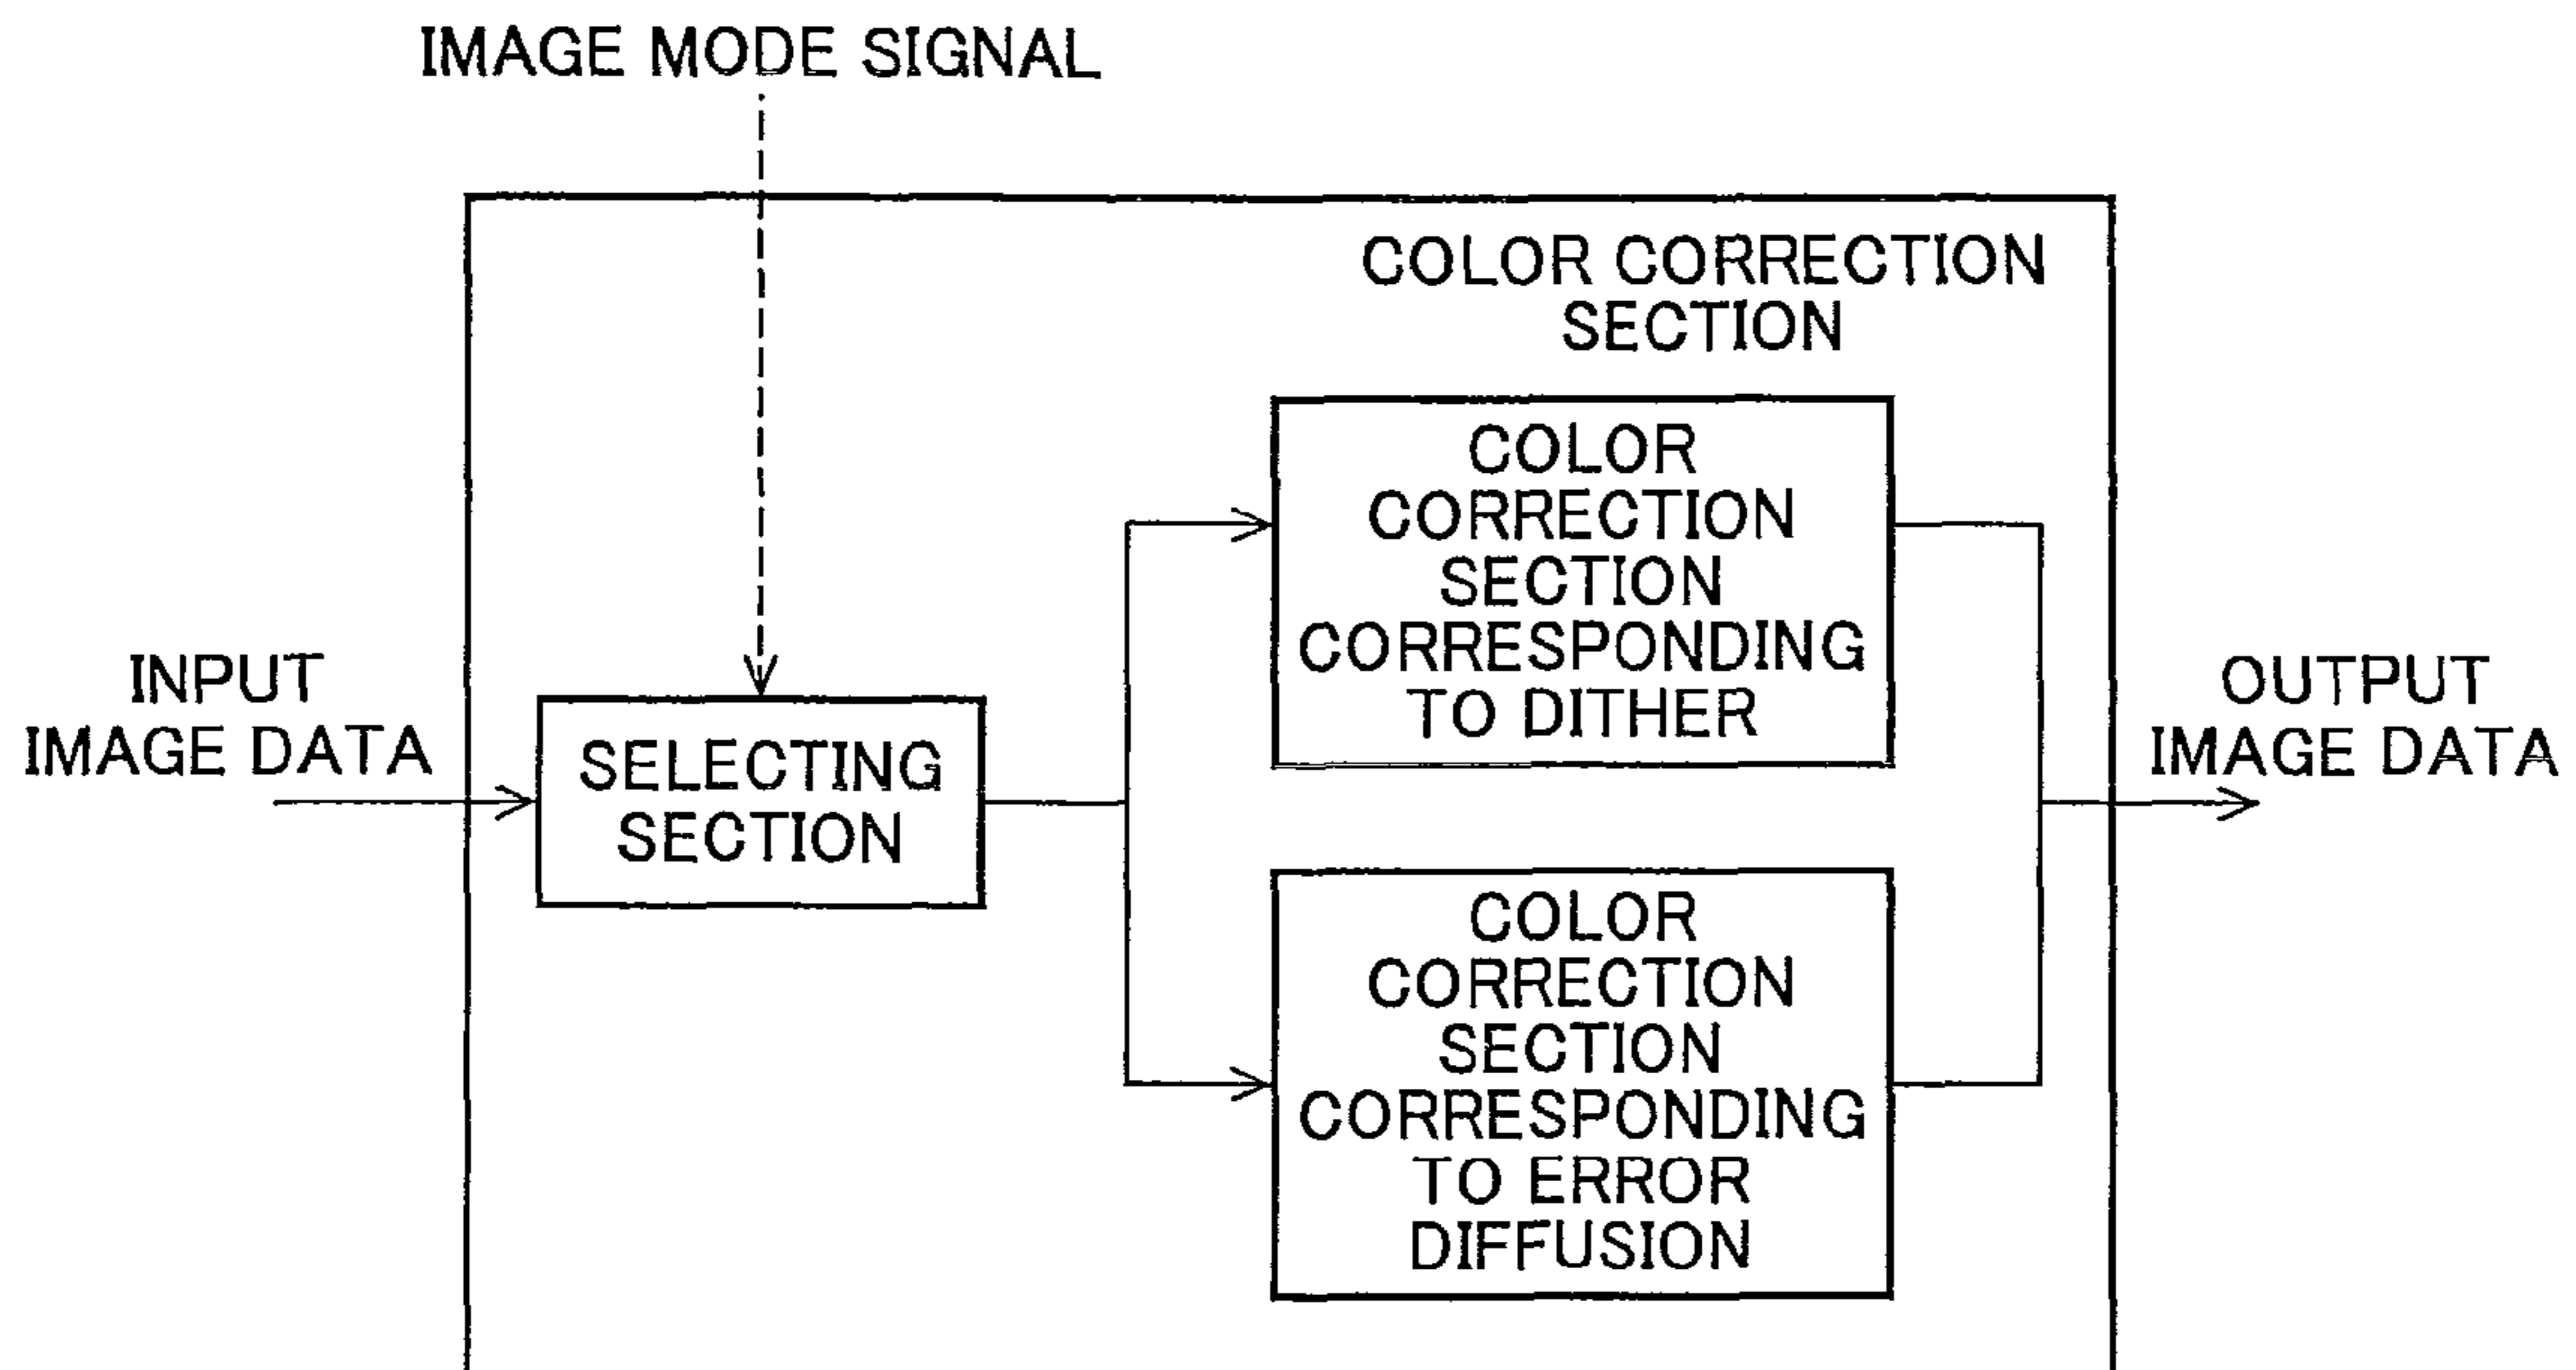 IMAGE MODE SIGNAL
COLOR CORRECTION
SECTION
COLOR
CORRECTION
SECTION
CORRESPONDING
TO DITHER
INPUT
IMAGE DATA
SELECTING
SECTION
OUTPUT
IMAGE DATA
COLOR
CORRECTION
SECTION
CORRESPONDING
TO ERROR
DIFFUSION